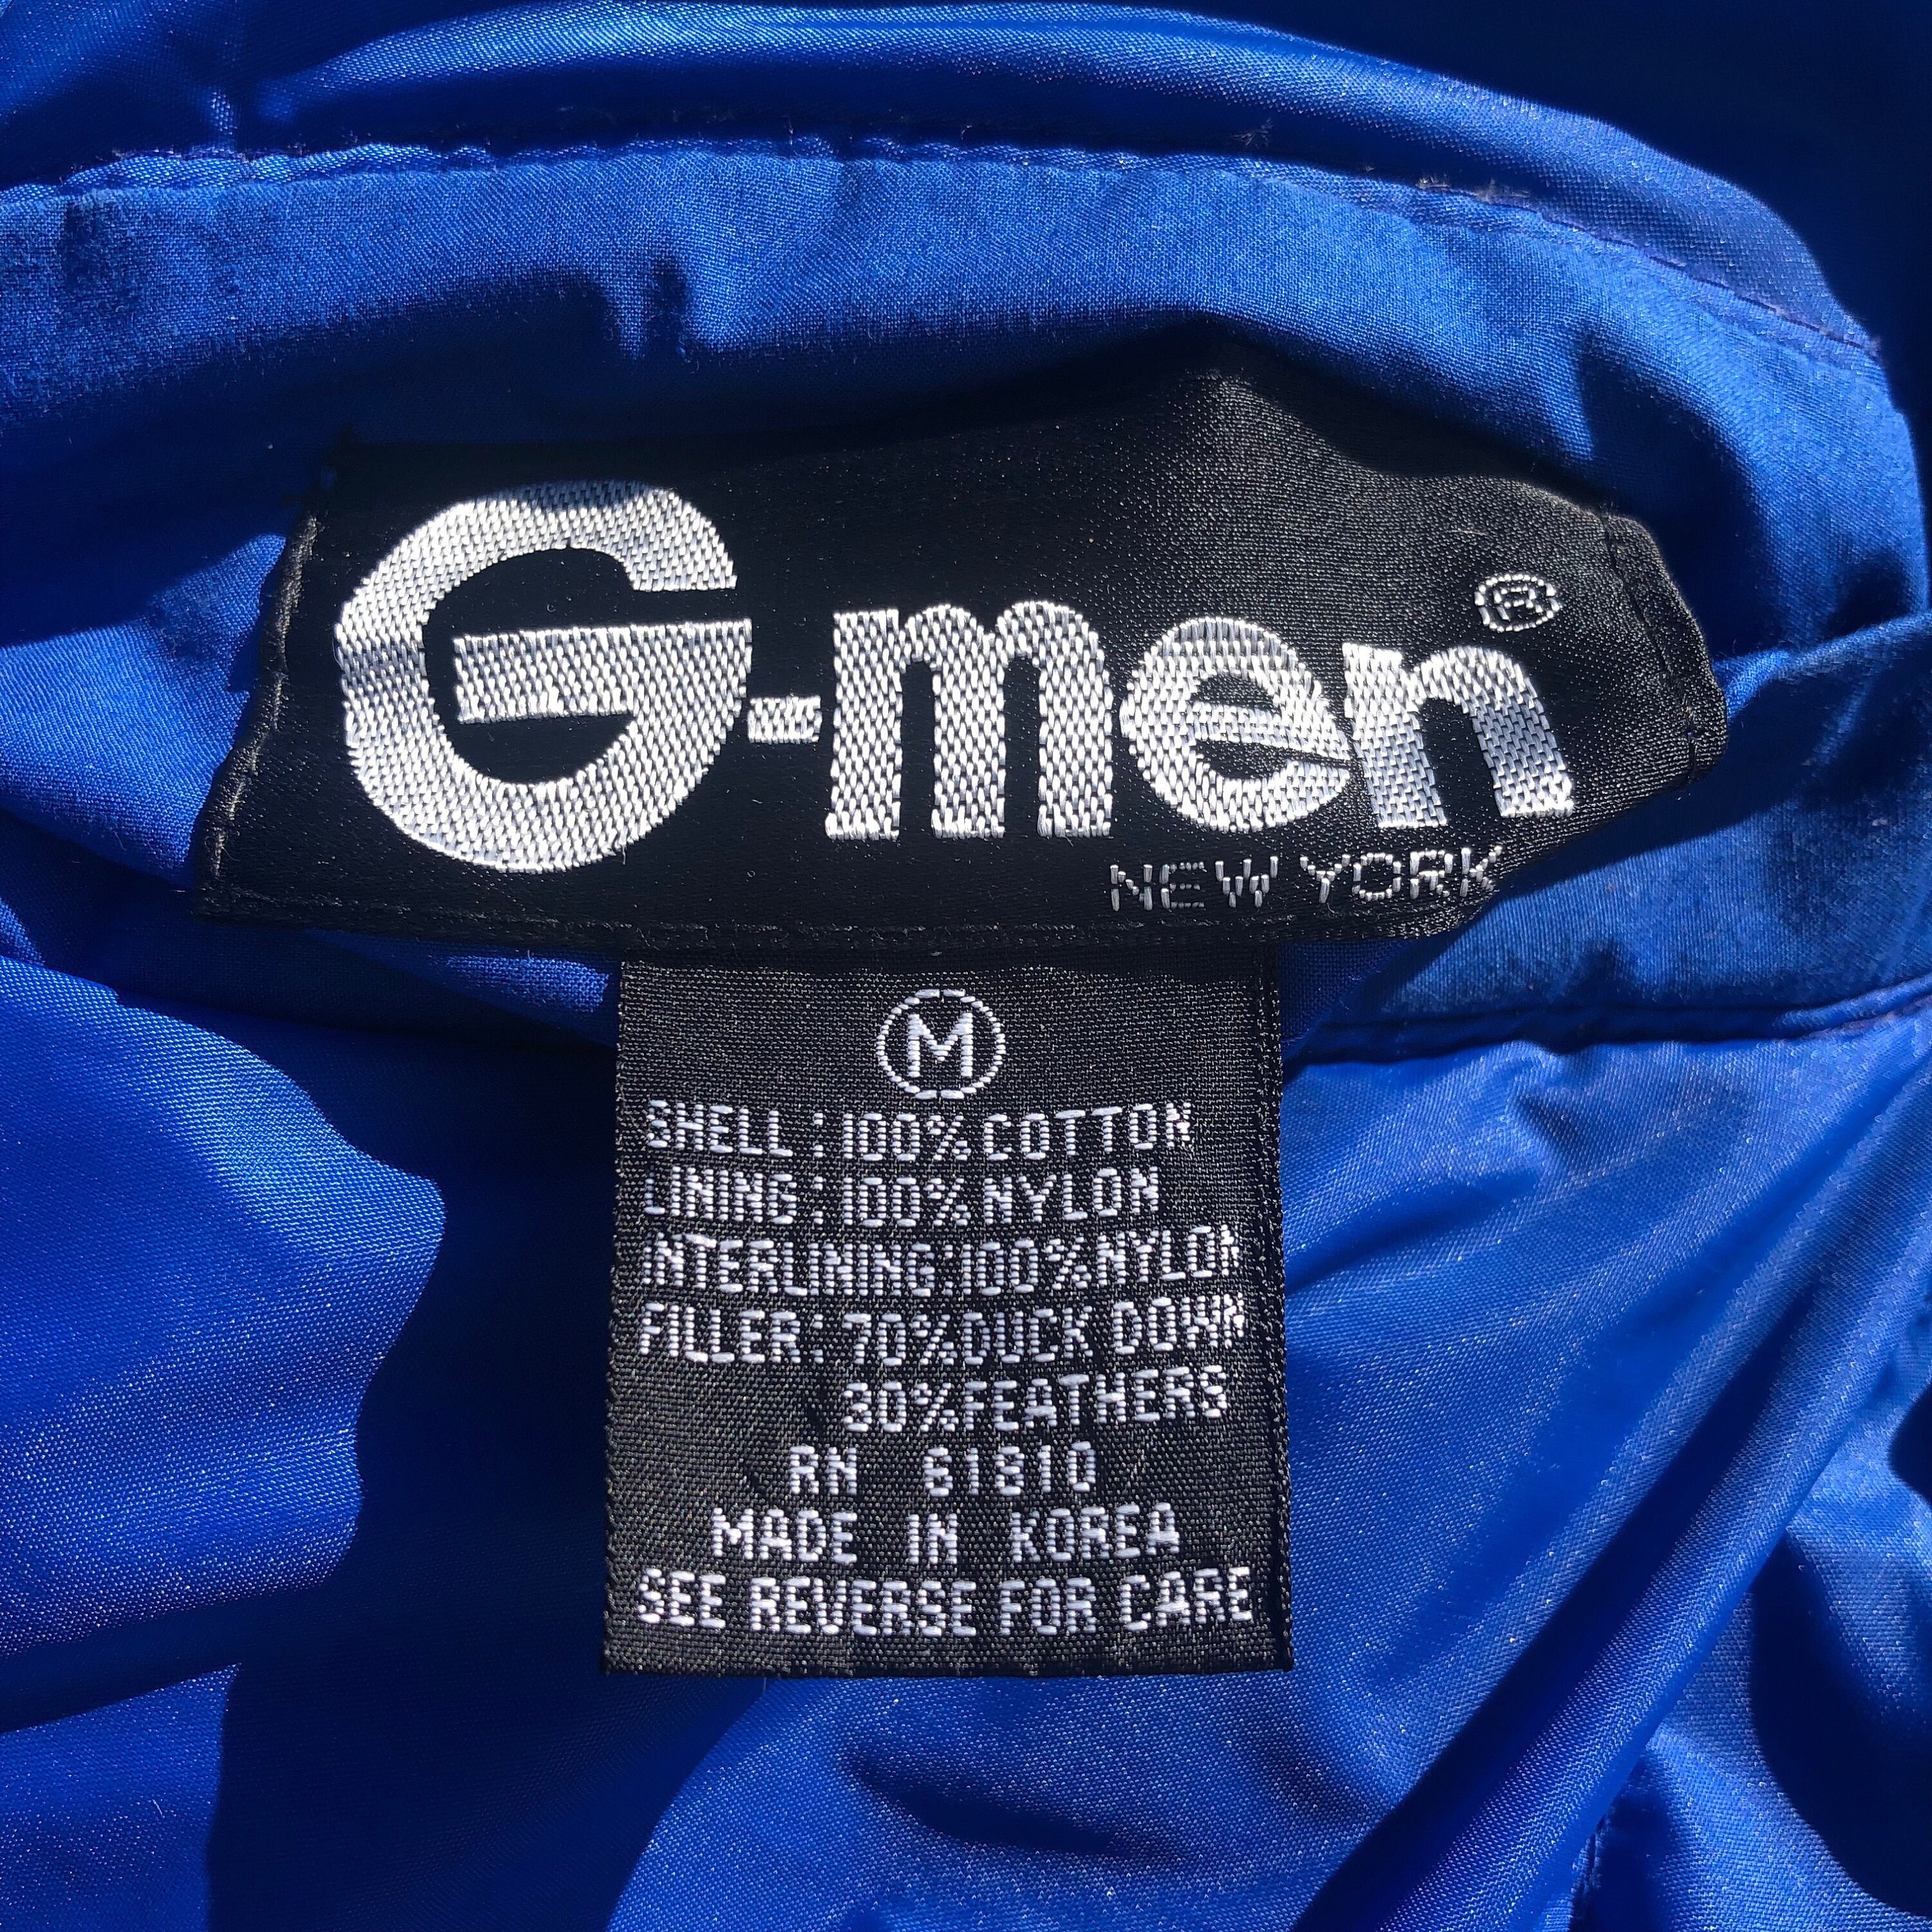 G-men®
NEW YORK
M
SHELL: 100% COTTON
LINING: 100% NYLON
INTERLINING: 100% NYLON
FILLER: 70% DUCK DOWN
30% FEATHERS
RN 61810
MADE IN KOREA
SEE REVERSE FOR CARE